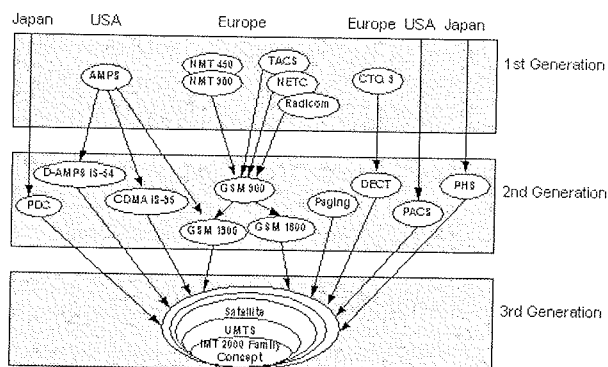 Japan USA Europe Europe USA Japan
1st Generation
AMPS
NMT 450
NMT 900
TACS
NETC
Radicom
CTO, 3
2nd Generation
D-AMPS IS-54
CDMA IS-95
PDC
GSM 900
GSM 1900
GSM 1800
Paging
DECT
PACS
PHS
3rd Generation
Satellite
UMTS
IMT 2000 Family
Concept